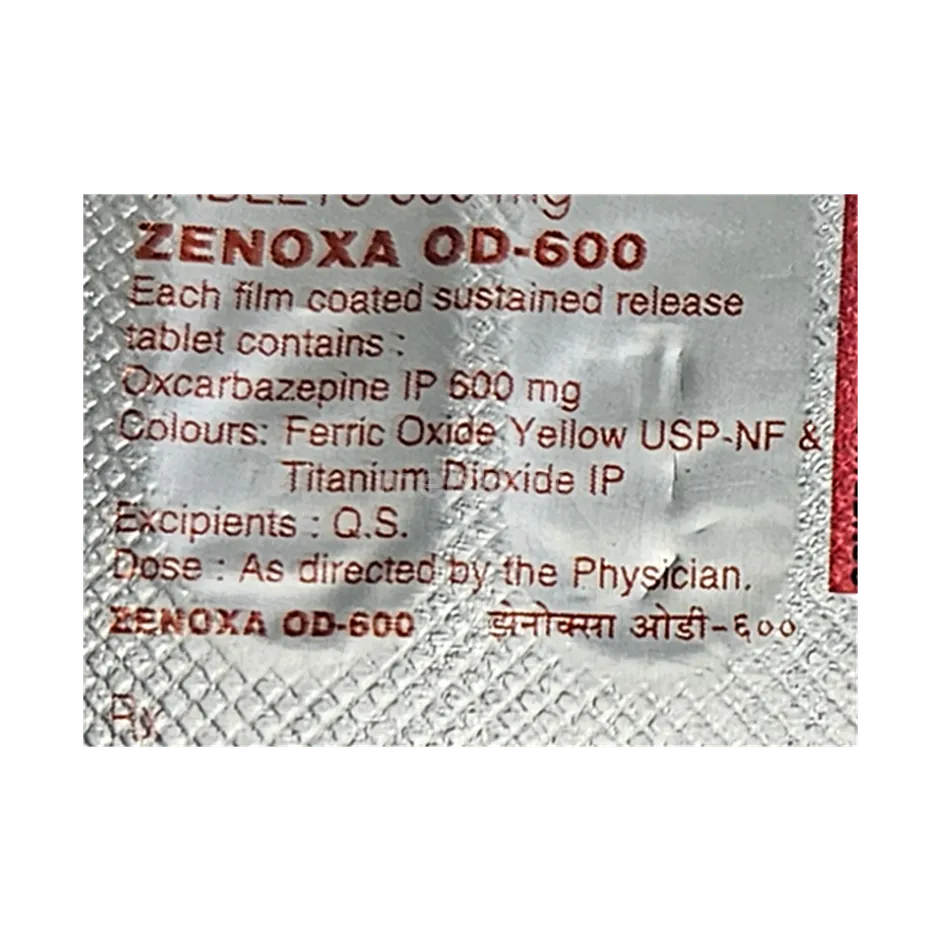 mg
ZENOXA OD-600
Each film coated sustained release
tablet contains :
Oxcarbazepine IP 600 mg
Colours: Ferric Oxide Yellow USP-NF &
Titanium Dioxide IP
Excipients : Q.S.
Dose : As directed by the Physician.
ZENOXA OD-600 झेनोक्सा ओडी-६००